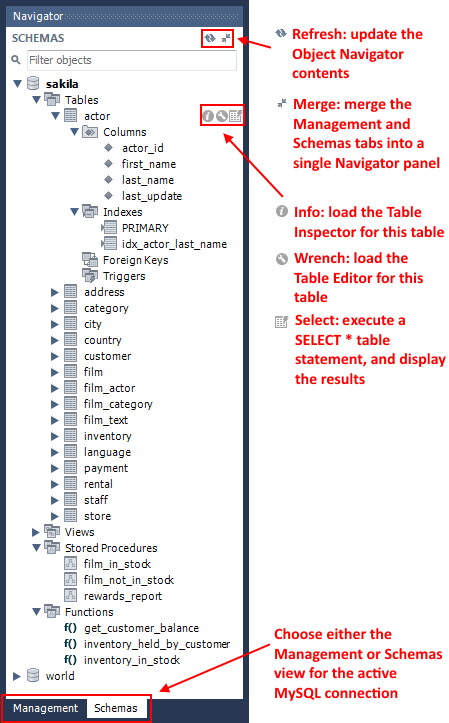 Navigator
SCHEMAS
Filter objects
sakila
Tables
actor
Columns
actor_id
first_name
last_name
last_update
Indexes
PRIMARY
idx_actor_last_name
Foreign Keys
Triggers
address
category
city
country
customer
film
film_actor
film_category
film_text
inventory
language
payment
rental
staff
store
Views
Stored Procedures
film_in_stock
film_not_in_stock
rewards_report
Functions
f() get_customer_balance
f() inventory_held_by_customer
f() inventory_in_stock
world
Management Schemas
Refresh: update the
Object Navigator
contents
Merge: merge the
Management and
Schemas tabs into a
single Navigator panel
Info: load the Table
Inspector for this table
Wrench: load the
Table Editor for this
table
Select: execute a
SELECT * table
statement, and display
the results
Choose either the
Management or Schemas
view for the active
MySQL connection